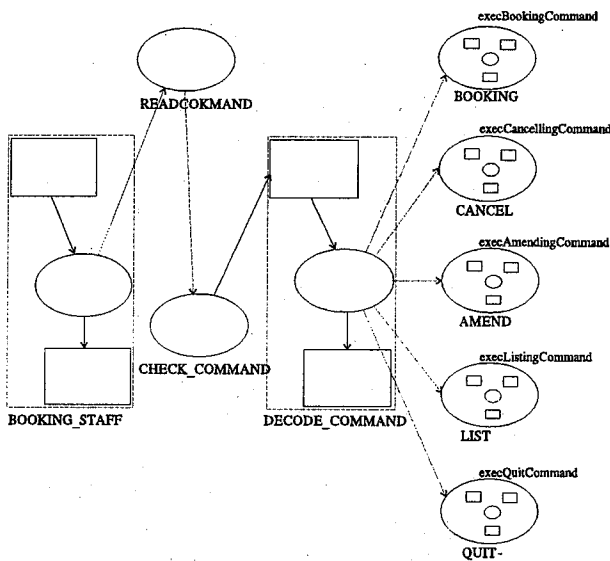 execBookingCommand
BOOKING
READCOKMAND
execCancellingCommand
CANCEL
execAmendingCommand
AMEND
CHECK_COMMAND
execListingCommand
BOOKING_STAFF
DECODE_COMMAND
LIST
execQuitCommand
QUIT-